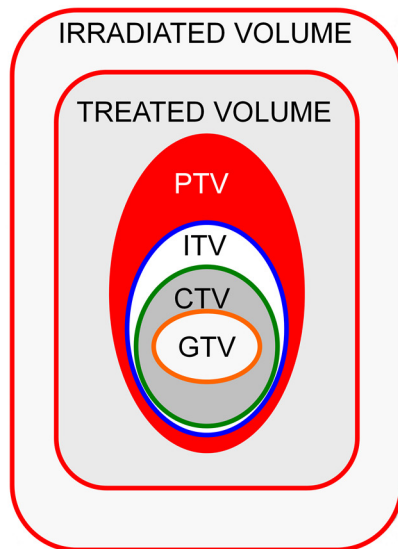 IRRADIATED VOLUME
TREATED VOLUME
PTV
ITV
CTV
GTV